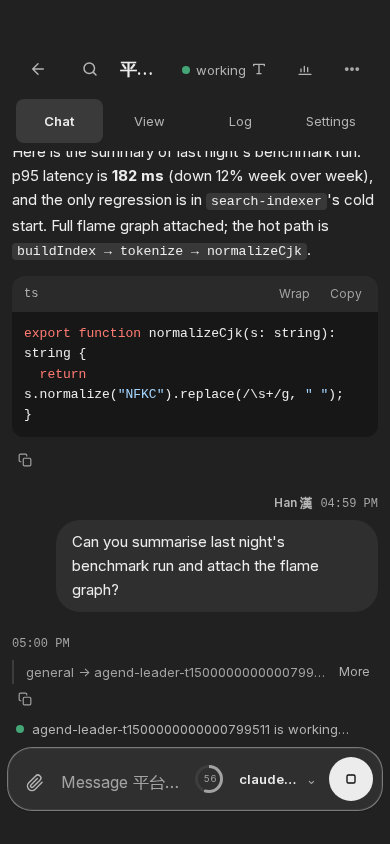 平… working
Chat View Log Settings
Here is the summary of last night's benchmark run.
p95 latency is 182 ms (down 12% week over week),
and the only regression is in search-indexer's cold
start. Full flame graph attached; the hot path is
buildIndex → tokenize → normalizeCjk.
ts Wrap Copy
export function normalizeCjk(s: string):
string {
return
s.normalize("NFKC").replace(/\s+/g, " ");
}
Han 漢 04:59 PM
Can you summarise last night's
benchmark run and attach the flame
graph?
05:00 PM
general → agend-leader-t1500000000000799… More
agend-leader-t1500000000000799511 is working…
Message 平台… 56 claude…